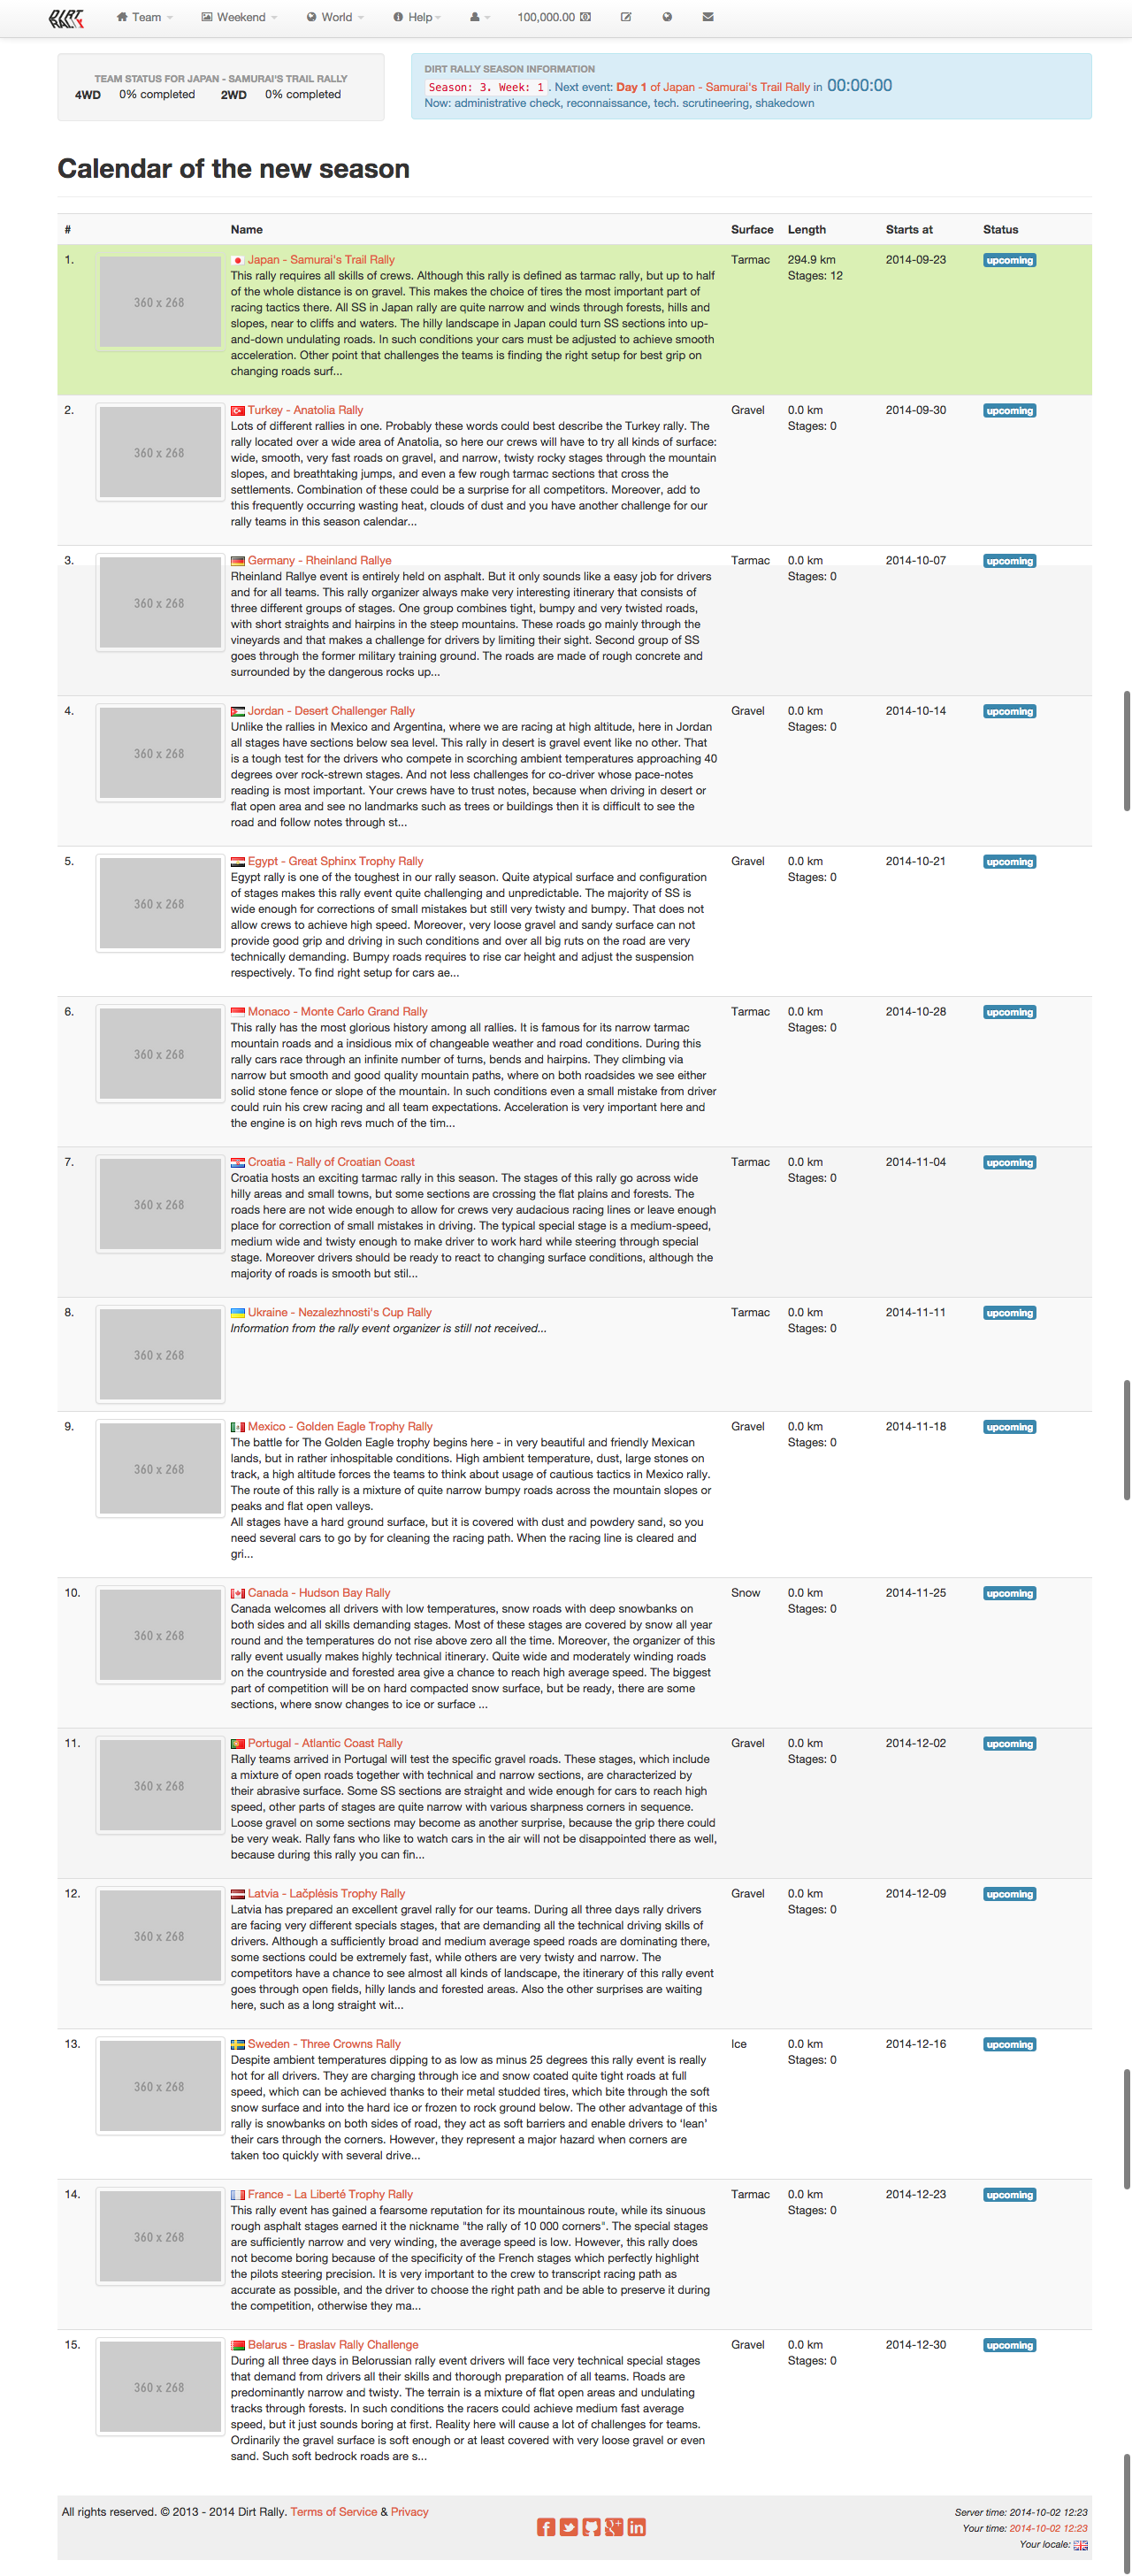 DIRT RALLY Team Weekend World Help 100,000.00
TEAM STATUS FOR JAPAN - SAMURAI'S TRAIL RALLY
4WD 0% completed 2WD 0% completed
DIRT RALLY SEASON INFORMATION
Season: 3. Week: 1 . Next event: Day 1 of Japan - Samurai's Trail Rally in 00:00:00
Now: administrative check, reconnaissance, tech. scrutineering, shakedown
Calendar of the new season
# Name Surface Length Starts at Status
1. Japan - Samurai's Trail Rally Tarmac 294.9 km 2014-09-23 upcoming
This rally requires all skills of crews. Although this rally is defined as tarmac rally, but up to half Stages: 12
of the whole distance is on gravel. This makes the choice of tires the most important part of
360 x 268 racing tactics there. All SS in Japan rally are quite narrow and winds through forests, hills and
slopes, near to cliffs and waters. The hilly landscape in Japan could turn SS sections into up-
and-down undulating roads. In such conditions your cars must be adjusted to achieve smooth
acceleration. Other point that challenges the teams is finding the right setup for best grip on
changing roads surf...
2. Turkey - Anatolia Rally Gravel 0.0 km 2014-09-30 upcoming
Lots of different rallies in one. Probably these words could best describe the Turkey rally. The Stages: 0
rally located over a wide area of Anatolia, so here our crews will have to try all kinds of surface:
360 x 268 wide, smooth, very fast roads on gravel, and narrow, twisty rocky stages through the mountain
slopes, and breathtaking jumps, and even a few rough tarmac sections that cross the
settlements. Combination of these could be a surprise for all competitors. Moreover, add to
this frequently occurring wasting heat, clouds of dust and you have another challenge for our
rally teams in this season calendar...
3. Germany - Rheinland Rallye Tarmac 0.0 km 2014-10-07 upcoming
Rheinland Rallye event is entirely held on asphalt. But it only sounds like a easy job for drivers Stages: 0
and for all teams. This rally organizer always make very interesting itinerary that consists of
360 x 268 three different groups of stages. One group combines tight, bumpy and very twisted roads,
with short straights and hairpins in the steep mountains. These roads go mainly through the
vineyards and that makes a challenge for drivers by limiting their sight. Second group of SS
goes through the former military training ground. The roads are made of rough concrete and
surrounded by the dangerous rocks up...
4. Jordan - Desert Challenger Rally Gravel 0.0 km 2014-10-14 upcoming
Unlike the rallies in Mexico and Argentina, where we are racing at high altitude, here in Jordan Stages: 0
all stages have sections below sea level. This rally in desert is gravel event like no other. That
360 x 268 is a tough test for the drivers who compete in scorching ambient temperatures approaching 40
degrees over rock-strewn stages. And not less challenges for co-driver whose pace-notes
reading is most important. Your crews have to trust notes, because when driving in desert or
flat open area and see no landmarks such as trees or buildings then it is difficult to see the
road and follow notes through st...
5. Egypt - Great Sphinx Trophy Rally Gravel 0.0 km 2014-10-21 upcoming
Egypt rally is one of the toughest in our rally season. Quite atypical surface and configuration Stages: 0
of stages makes this rally event quite challenging and unpredictable. The majority of SS is
360 x 268 wide enough for corrections of small mistakes but still very twisty and bumpy. That does not
allow crews to achieve high speed. Moreover, very loose gravel and sandy surface can not
provide good grip and driving in such conditions and over all big ruts on the road are very
technically demanding. Bumpy roads requires to rise car height and adjust the suspension
respectively. To find right setup for cars ae...
6. Monaco - Monte Carlo Grand Rally Tarmac 0.0 km 2014-10-28 upcoming
This rally has the most glorious history among all rallies. It is famous for its narrow tarmac Stages: 0
mountain roads and a insidious mix of changeable weather and road conditions. During this
360 x 268 rally cars race through an infinite number of turns, bends and hairpins. They climbing via
narrow but smooth and good quality mountain paths, where on both roadsides we see either
solid stone fence or slope of the mountain. In such conditions even a small mistake from driver
could ruin his crew racing and all team expectations. Acceleration is very important here and
the engine is on high revs much of the tim...
7. Croatia - Rally of Croatian Coast Tarmac 0.0 km 2014-11-04 upcoming
Croatia hosts an exciting tarmac rally in this season. The stages of this rally go across wide Stages: 0
hilly areas and small towns, but some sections are crossing the flat plains and forests. The
360 x 268 roads here are not wide enough to allow for crews very audacious racing lines or leave enough
place for correction of small mistakes in driving. The typical special stage is a medium-speed,
medium wide and twisty enough to make driver to work hard while steering through special
stage. Moreover drivers should be ready to react to changing surface conditions, although the
majority of roads is smooth but stil...
8. Ukraine - Nezalezhnosti's Cup Rally Tarmac 0.0 km 2014-11-11 upcoming
Information from the rally event organizer is still not received... Stages: 0
360 x 268
9. Mexico - Golden Eagle Trophy Rally Gravel 0.0 km 2014-11-18 upcoming
The battle for The Golden Eagle trophy begins here - in very beautiful and friendly Mexican Stages: 0
lands, but in rather inhospitable conditions. High ambient temperature, dust, large stones on
360 x 268 track, a high altitude forces the teams to think about usage of cautious tactics in Mexico rally.
The route of this rally is a mixture of quite narrow bumpy roads across the mountain slopes or
peaks and flat open valleys.
All stages have a hard ground surface, but it is covered with dust and powdery sand, so you
need several cars to go by for cleaning the racing path. When the racing line is cleared and
gri...
10. Canada - Hudson Bay Rally Snow 0.0 km 2014-11-25 upcoming
Canada welcomes all drivers with low temperatures, snow roads with deep snowbanks on Stages: 0
both sides and all skills demanding stages. Most of these stages are covered by snow all year
360 x 268 round and the temperatures do not rise above zero all the time. Moreover, the organizer of this
rally event usually makes highly technical itinerary. Quite wide and moderately winding roads
on the countryside and forested area give a chance to reach high average speed. The biggest
part of competition will be on hard compacted snow surface, but be ready, there are some
sections, where snow changes to ice or surface ...
11. Portugal - Atlantic Coast Rally Gravel 0.0 km 2014-12-02 upcoming
Rally teams arrived in Portugal will test the specific gravel roads. These stages, which include Stages: 0
a mixture of open roads together with technical and narrow sections, are characterized by
360 x 268 their abrasive surface. Some SS sections are straight and wide enough for cars to reach high
speed, other parts of stages are quite narrow with various sharpness corners in sequence.
Loose gravel on some sections may become as another surprise, because the grip there could
be very weak. Rally fans who like to watch cars in the air will not be disappointed there as well,
because during this rally you can fin...
12. Latvia - Lačplēsis Trophy Rally Gravel 0.0 km 2014-12-09 upcoming
Latvia has prepared an excellent gravel rally for our teams. During all three days rally drivers Stages: 0
are facing very different specials stages, that are demanding all the technical driving skills of
360 x 268 drivers. Although a sufficiently broad and medium average speed roads are dominating there,
some sections could be extremely fast, while others are very twisty and narrow. The
competitors have a chance to see almost all kinds of landscape, the itinerary of this rally event
goes through open fields, hilly lands and forested areas. Also the other surprises are waiting
here, such as a long straight wit...
13. Sweden - Three Crowns Rally Ice 0.0 km 2014-12-16 upcoming
Despite ambient temperatures dipping to as low as minus 25 degrees this rally event is really Stages: 0
hot for all drivers. They are charging through ice and snow coated quite tight roads at full
360 x 268 speed, which can be achieved thanks to their metal studded tires, which bite through the soft
snow surface and into the hard ice or frozen to rock ground below. The other advantage of this
rally is snowbanks on both sides of road, they act as soft barriers and enable drivers to 'lean'
their cars through the corners. However, they represent a major hazard when corners are
taken too quickly with several drive...
14. France - La Liberté Trophy Rally Tarmac 0.0 km 2014-12-23 upcoming
This rally event has gained a fearsome reputation for its mountainous route, while its sinuous Stages: 0
rough asphalt stages earned it the nickname "the rally of 10 000 corners". The special stages
360 x 268 are sufficiently narrow and very winding, the average speed is low. However, this rally does
not become boring because of the specificity of the French stages which perfectly highlight
the pilots steering precision. It is very important to the crew to transcript racing path as
accurate as possible, and the driver to choose the right path and be able to preserve it during
the competition, otherwise they ma...
15. Belarus - Braslav Rally Challenge Gravel 0.0 km 2014-12-30 upcoming
During all three days in Belorussian rally event drivers will face very technical special stages Stages: 0
that demand from drivers all their skills and thorough preparation of all teams. Roads are
360 x 268 predominantly narrow and twisty. The terrain is a mixture of flat open areas and undulating
tracks through forests. In such conditions the racers could achieve medium fast average
speed, but it just sounds boring at first. Reality here will cause a lot of challenges for teams.
Ordinarily the gravel surface is soft enough or at least covered with very loose gravel or even
sand. Such soft bedrock roads are s...
All rights reserved. © 2013 - 2014 Dirt Rally. Terms of Service & Privacy
Server time: 2014-10-02 12:23
Your time: 2014-10-02 12:23
Your locale: